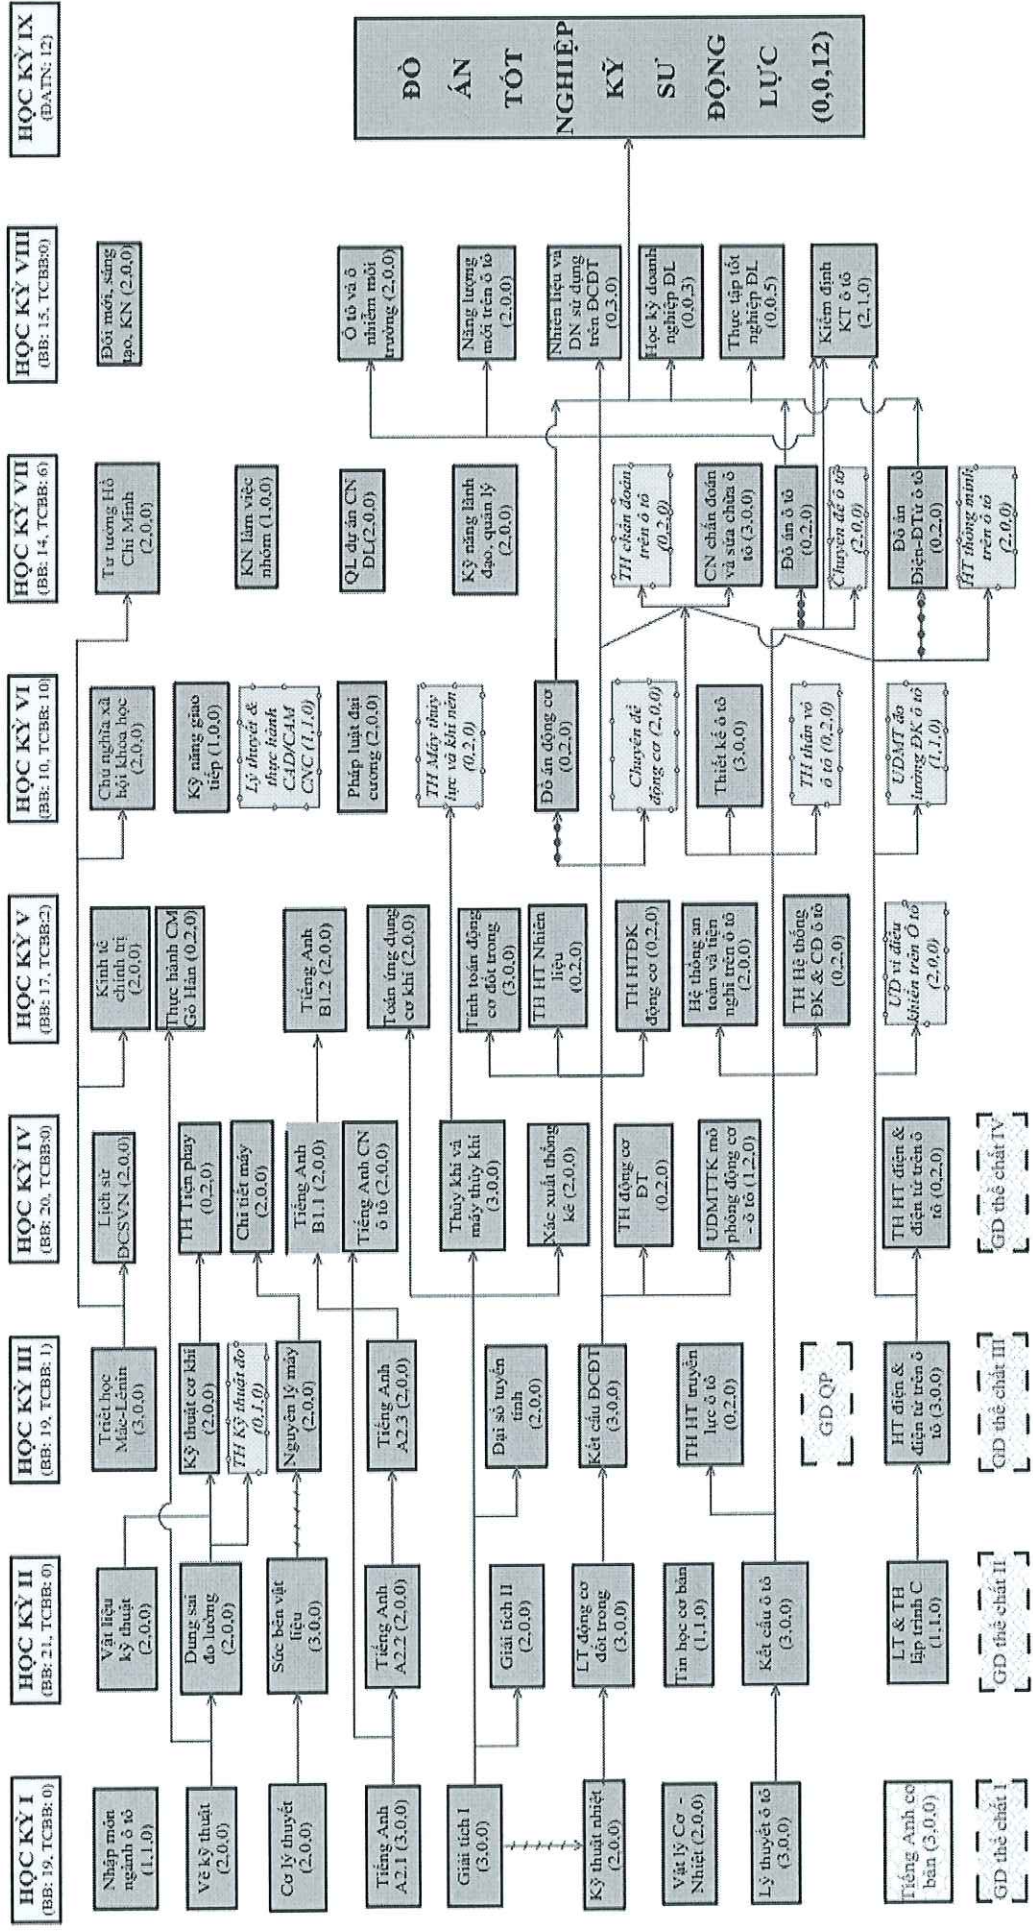 HỌC KỲ I
(BB: 19, TCBB: 0)
Nhập môn
ngành ô tô
(1,1,0)
Vẽ kỹ thuật
(2,0,0)
Cơ lý thuyết
(2,0,0)
Tiếng Anh
A2.1 (3,0,0)
Giải tích I
(3,0,0)
Kỹ thuật nhiệt
(2,0,0)
Vật lý Cơ -
Nhiệt (2,0,0)
Lý thuyết ô tô
(3,0,0)
Tiếng Anh cơ
bản (3,0,0)
GD thể chất I
HỌC KỲ II
(BB: 21, TCBB: 0)
Vật liệu
kỹ thuật
(2,0,0)
Dung sai
đo lường
(2,0,0)
Sức bền vật
liệu
(3,0,0)
Tiếng Anh
A2.2 (2,0,0)
Giải tích II
(2,0,0)
LT động cơ
đốt trong
(3,0,0)
Tin học cơ bản
(1,1,0)
Kết cấu ô tô
(3,0,0)
LT & TH
lập trình C
(1,1,0)
GD thể chất II
HỌC KỲ III
(BB: 19, TCBB: 1)
Triết học
Mác-Lênin
(3,0,0)
Kỹ thuật cơ khí
(2,0,0)
TH Kỹ thuật đo
(0,1,0)
Nguyên lý máy
(2,0,0)
Tiếng Anh
A2.3 (2,0,0)
Đại số tuyến
tính
(2,0,0)
Kết cấu ĐCĐT
(3,0,0)
TH HT truyền
lực ô tô
(0,2,0)
GD QP
HT điện &
điện tử trên ô
tô (3,0,0)
GD thể chất III
HỌC KỲ IV
(BB: 20, TCBB:0)
Lịch sử
ĐCSVN (2,0,0)
TH Tiện phay
(0,2,0)
Chi tiết máy
(2,0,0)
Tiếng Anh
B1.1 (2,0,0)
Tiếng Anh CN
ô tô (2,0,0)
Thủy khí và
máy thủy khí
(3,0,0)
Xác xuất thống
kê (2,0,0)
TH động cơ
ĐT
(0,2,0)
UDMTTK mô
phỏng động cơ
- ô tô (1,2,0)
TH HT điện &
điện tử trên ô
tô (0,2,0)
GD thể chất IV
HỌC KỲ V
(BB: 17, TCBB:2)
Kinh tế
chính trị
(2,0,0)
Thực hành CM
Gò Hàn (0,2,0)
Tiếng Anh
B1.2 (2,0,0)
Toán ứng dụng
cơ khí (2,0,0)
Tính toán động
cơ đốt trong
(3,0,0)
TH HT Nhiên
liệu
(0,2,0)
TH HTĐK
động cơ (0,2,0)
Hệ thống an
toàn và tiện
nghi trên ô tô
(2,0,0)
TH Hệ thống
ĐK & CĐ ô tô
(0,2,0)
UD vi điều
khiển trên Ô tô
(2,0,0)
HỌC KỲ VI
(BB: 10, TCBB: 10)
Chủ nghĩa xã
hội khoa học
(2,0,0)
Kỹ năng giao
tiếp (1,0,0)
Lý thuyết &
thực hành
CAD/CAM
CNC (1,1,0)
Pháp luật đại
cương (2,0,0)
TH Máy thủy
lực và khí nén
(0,2,0)
Đồ án động cơ
(0,2,0)
Chuyên đề
động cơ (2,0,0)
Thiết kế ô tô
(3,0,0)
TH thân vỏ
ô tô (0,2,0)
UDMT đo
lường ĐK ô tô
(1,1,0)
HỌC KỲ VII
(BB: 14, TCBB: 6)
Tư tưởng Hồ
Chí Minh
(2,0,0)
KN làm việc
nhóm (1,0,0)
QL dự án CN
ĐL(2,0,0)
Kỹ năng lãnh
đạo, quản lý
(2,0,0)
TH chẩn đoán
trên ô tô
(0,2,0)
CN chẩn đoán
và sửa chữa ô
tô (3,0,0)
Đồ án ô tô
(0,2,0)
Chuyên đề ô tô
(2,0,0)
Đồ án
Điện-ĐTử ô tô
(0,2,0)
HT thông minh
trên ô tô
(2,0,0)
HỌC KỲ VIII
(BB: 15, TCBB:0)
Đổi mới, sáng
tạo, KN (2,0,0)
Ô tô và ô
nhiễm môi
trường (2,0,0)
Năng lượng
mới trên ô tô
(2,0,0)
Nhiên liệu và
DN sử dụng
trên ĐCĐT
(0,3,0)
Học kỳ doanh
nghiệp ĐL
(0,0,3)
Thực tập tốt
nghiệp ĐL
(0,0,5)
Kiểm định
KT ô tô
(2,1,0)
HỌC KỲ IX
(ĐATN: 12)
ĐỒ
ÁN
TỐT
NGHIỆP
KỸ
SƯ
ĐỘNG
LỰC
(0,0,12)